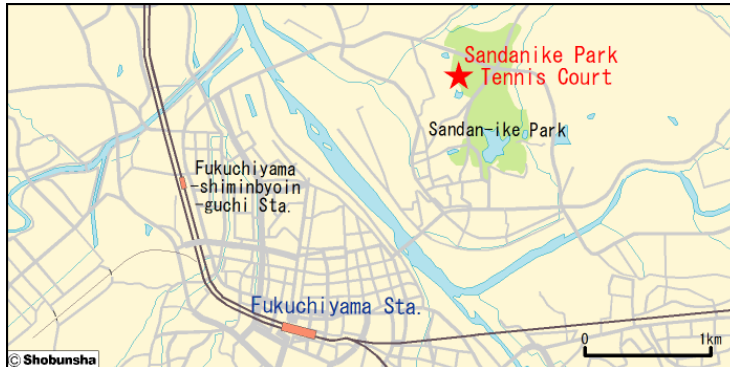 Sandanike Park
Tennis Court
Sandan-ike Park
Fukuchiyama
-shiminbyoin
-guchi Sta.
Fukuchiyama Sta.
0 1km
© Shobunsha